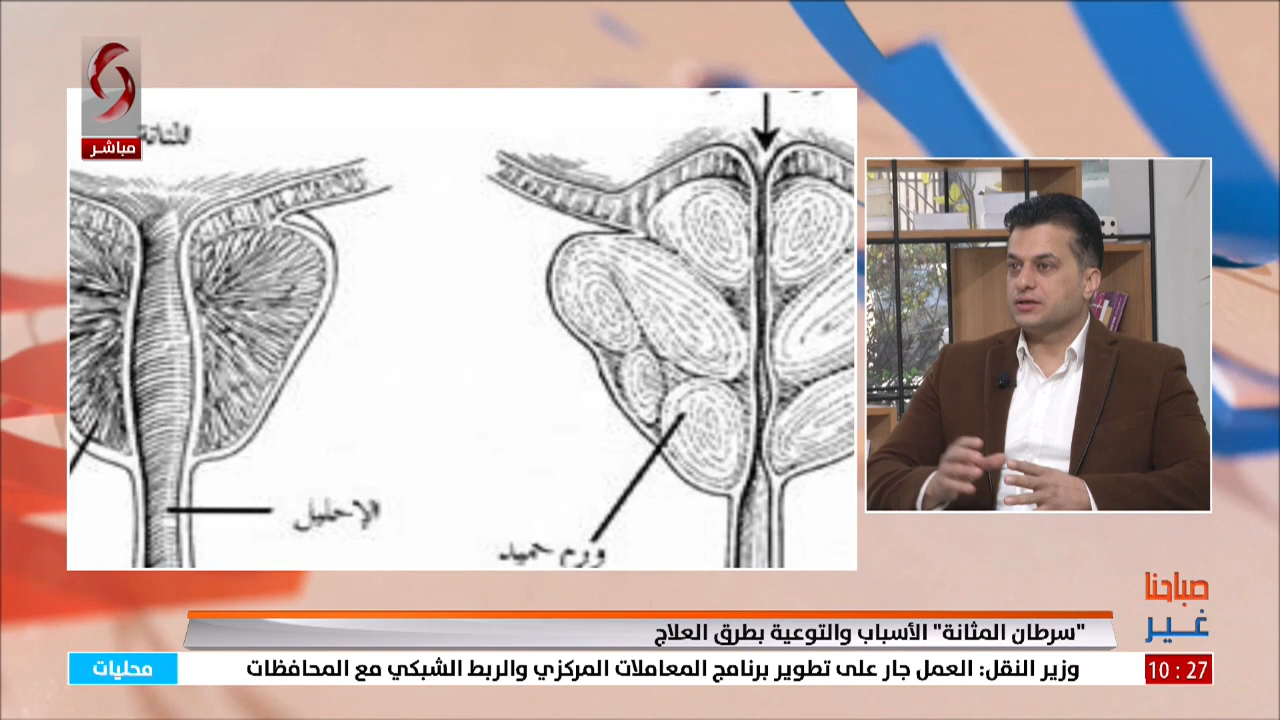 مباشر
المثانة
الإحليل
ورم حميد
صباحنا
غير
"سرطان المثانة" الأسباب والتوعية بطرق العلاج
وزير النقل: العمل جار على تطوير برنامج المعاملات المركزي والربط الشبكي مع المحافظات
محليات
10 : 27